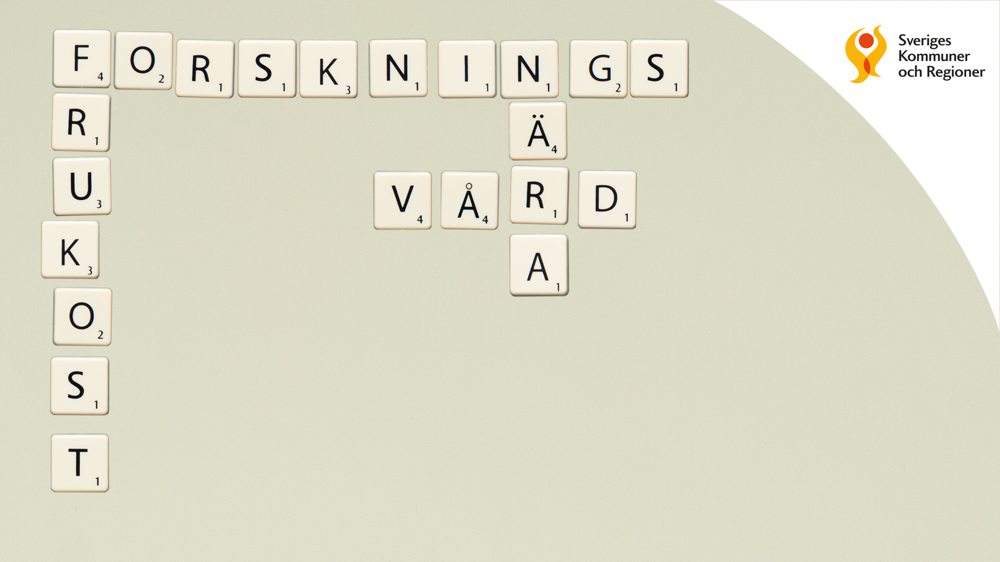 FORSKNINGS
FRUKOST
NÄRA
VÅRD
Sveriges
Kommuner
och Regioner